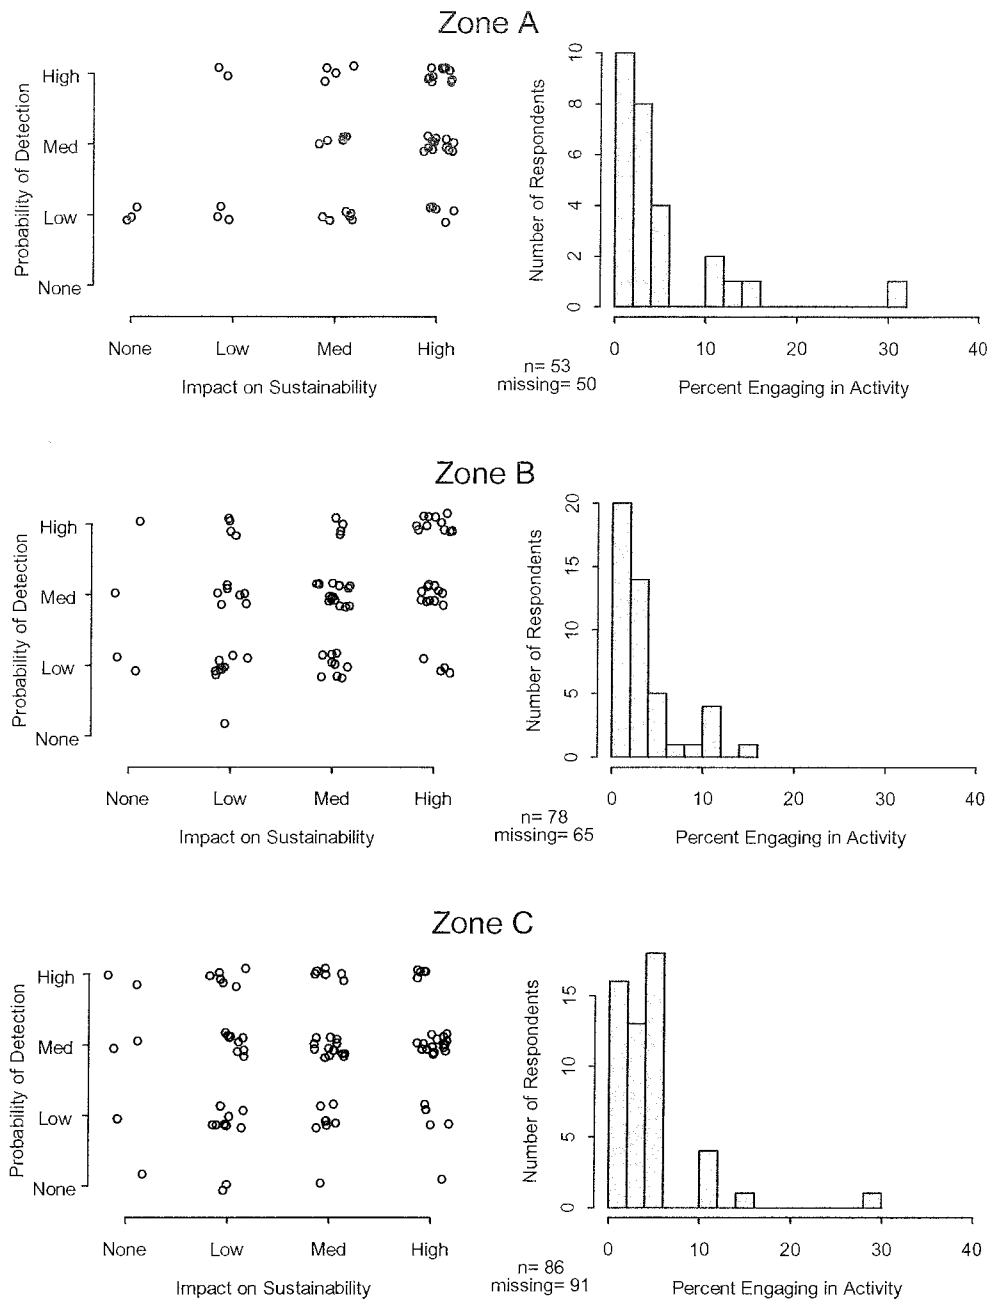 Zone A
Probability of Detection
High
Med
Low
None
None Low Med High
Impact on Sustainability
n= 53
missing= 50
Number of Respondents
10
8
6
4
2
0
0 10 20 30 40
Percent Engaging in Activity
Zone B
Probability of Detection
High
Med
Low
None
None Low Med High
Impact on Sustainability
n= 78
missing= 65
Number of Respondents
20
15
10
5
0
0 10 20 30 40
Percent Engaging in Activity
Zone C
Probability of Detection
High
Med
Low
None
None Low Med High
Impact on Sustainability
n= 86
missing= 91
Number of Respondents
15
10
5
0
0 10 20 30 40
Percent Engaging in Activity